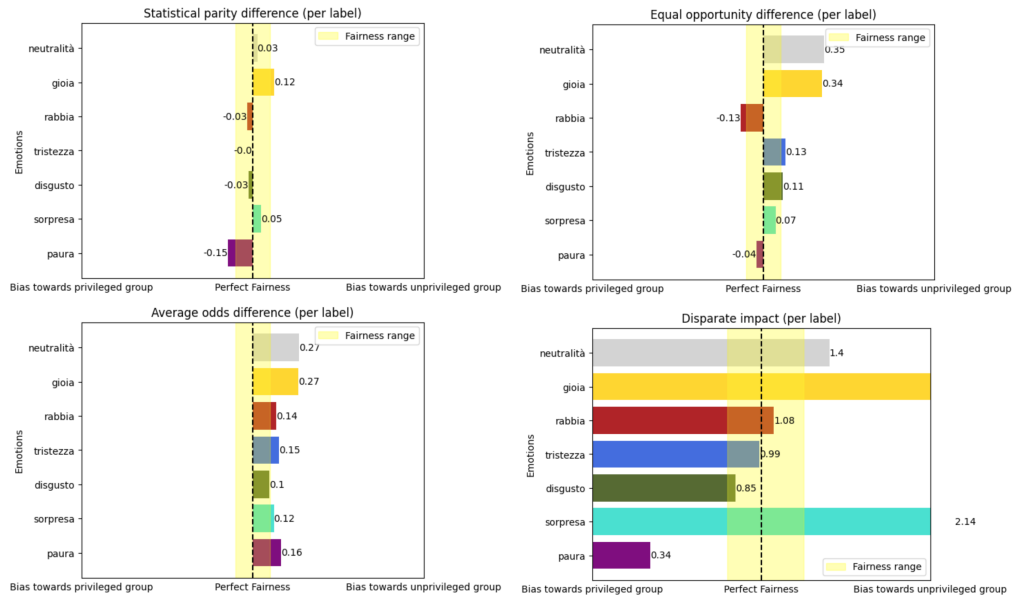 Statistical parity difference (per label)
Fairness range
Emotions
neutralità
0.03
gioia
0.12
rabbia
-0.03
tristezza
-0.0
disgusto
-0.03
sorpresa
0.05
paura
-0.15
Bias towards privileged group
Perfect Fairness
Bias towards unprivileged group
Equal opportunity difference (per label)
Fairness range
Emotions
neutralità
0.35
gioia
0.34
rabbia
-0.13
tristezza
0.13
disgusto
0.11
sorpresa
0.07
paura
-0.04
Bias towards privileged group
Perfect Fairness
Bias towards unprivileged group
Average odds difference (per label)
Fairness range
Emotions
neutralità
0.27
gioia
0.27
rabbia
0.14
tristezza
0.15
disgusto
0.1
sorpresa
0.12
paura
0.16
Bias towards privileged group
Perfect Fairness
Bias towards unprivileged group
Disparate impact (per label)
Emotions
neutralità
1.4
gioia
rabbia
1.08
tristezza
0.99
disgusto
0.85
sorpresa
2.14
paura
0.34
Fairness range
Bias towards privileged group
Perfect Fairness
Bias towards unprivileged group